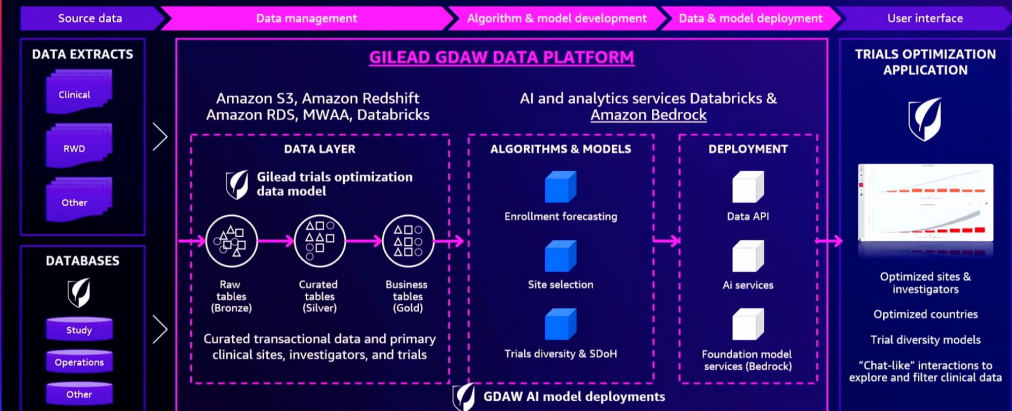 Source data
Data management
Algorithm & model development
Data & model deployment
User interface
DATA EXTRACTS
Clinical
RWD
Other
DATABASES
Study
Operations
Other
GILEAD GDAW DATA PLATFORM
Amazon S3, Amazon Redshift
Amazon RDS, MWAA, Databricks
DATA LAYER
Gilead trials optimization
data model
Raw
tables
(Bronze)
Curated
tables
(Silver)
Business
tables
(Gold)
Curated transactional data and primary
clinical sites, investigators, and trials
AI and analytics services Databricks &
Amazon Bedrock
ALGORITHMS & MODELS
Enrollment forecasting
Site selection
Trials diversity & SDoH
DEPLOYMENT
Data API
Ai services
Foundation model
services (Bedrock)
GDAW AI model deployments
TRIALS OPTIMIZATION
APPLICATION
Optimized sites &
investigators
Optimized countries
Trial diversity models
“Chat-like” interactions to
explore and filter clinical data